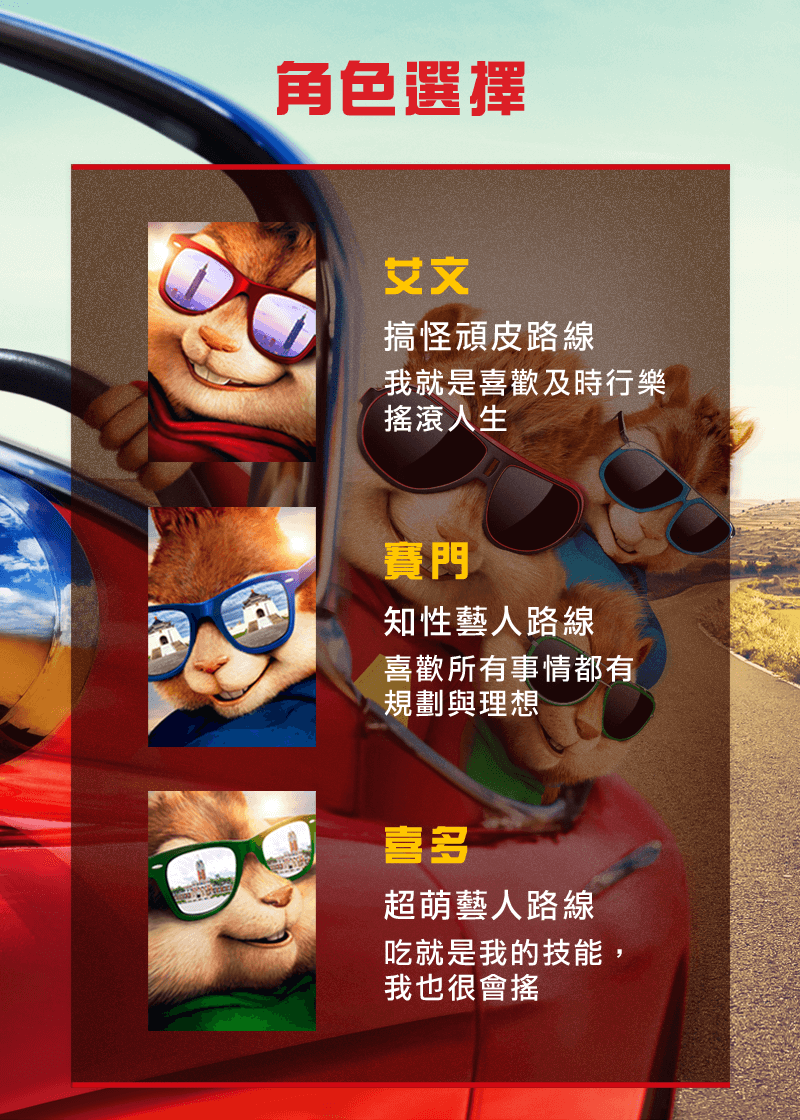 角色選擇
艾文
搞怪頑皮路線
我就是喜歡及時行樂
搖滾人生
賽門
知性藝人路線
喜歡所有事情都有
規劃與理想
喜多
超萌藝人路線
吃就是我的技能，
我也很會搖